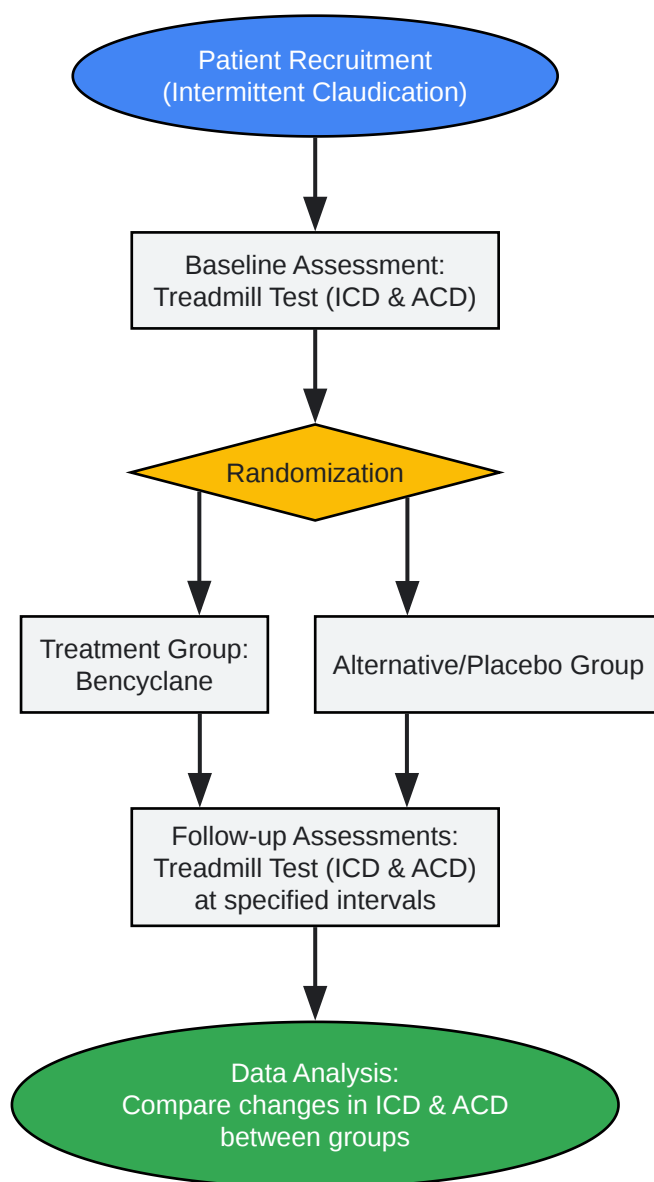 Patient Recruitment
(Intermittent Claudication)
Baseline Assessment:
Treadmill Test (ICD & ACD)
Randomization
Treatment Group:
Bencyclane
Alternative/Placebo Group
Follow-up Assessments:
Treadmill Test (ICD & ACD)
at specified intervals
Data Analysis:
Compare changes in ICD & ACD
between groups